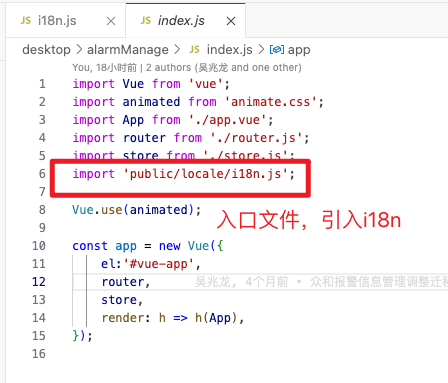 JS i18n.js JS index.js ×
desktop > alarmManage > JS index.js > app
You, 18小时前 | 2 authors (吴兆龙 and one other)
1 import Vue from 'vue';
2 import animated from 'animate.css';
3 import App from './app.vue';
4 import router from './router.js';
5 import store from './store.js';
6 import 'public/locale/i18n.js';
7
8 Vue.use(animated);
入口文件，引入i18n
9
10 const app = new Vue({
11 el:'#vue-app',
12 router, 吴兆龙, 4个月前 • 众和报警信息管理调整迁移
13 store,
14 render: h => h(App),
15 });
16